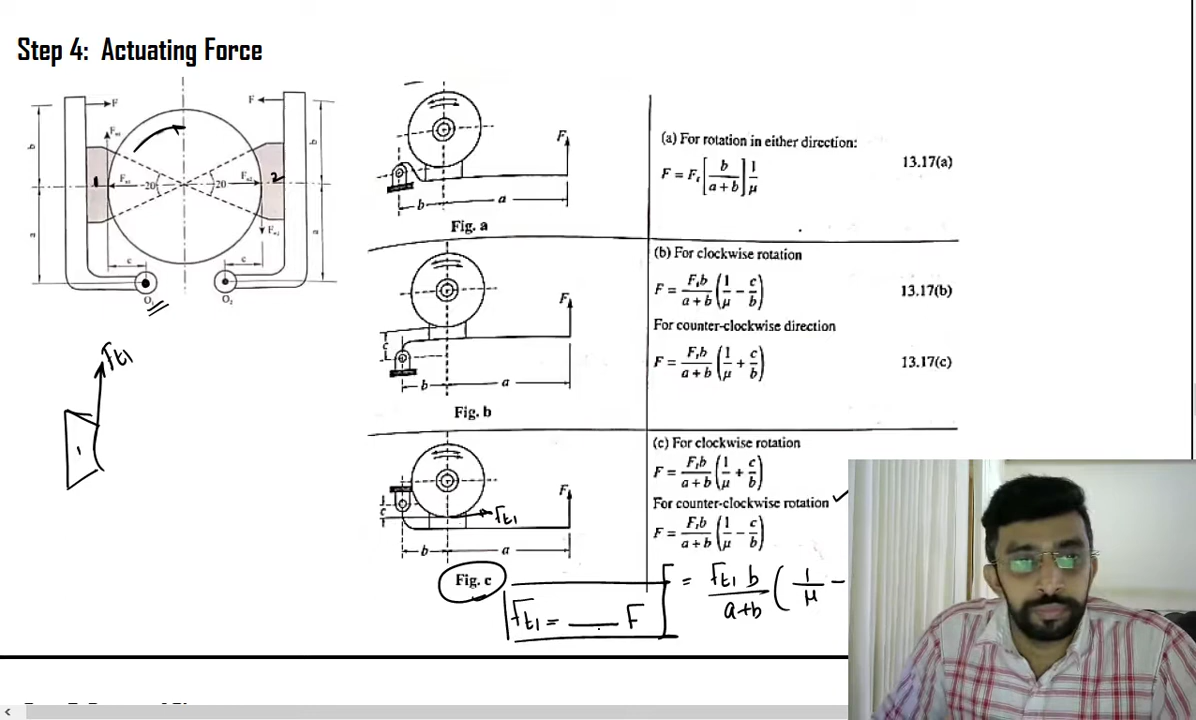 Step 4: Actuating Force
F
F
b
b
1
2
-20
20
a
a
c
c
O₁
O₂
Ft1
1
F
b
a
Fig. a
(a) For rotation in either direction:
F = Ft [b/(a+b)] 1/μ 13.17(a)
F
c
b
a
Fig. b
(b) For clockwise rotation
F = Ftb/(a+b) (1/μ − c/b) 13.17(b)
For counter-clockwise direction
F = Ftb/(a+b) (1/μ + c/b) 13.17(c)
F
c
Ft1
b
a
Fig. c
(c) For clockwise rotation
F = Ftb/(a+b) (1/μ + c/b)
For counter-clockwise rotation
F = Ftb/(a+b) (1/μ − c/b)
F = Ft1 b/(a+b) (1/μ −
Ft1 = ___ F